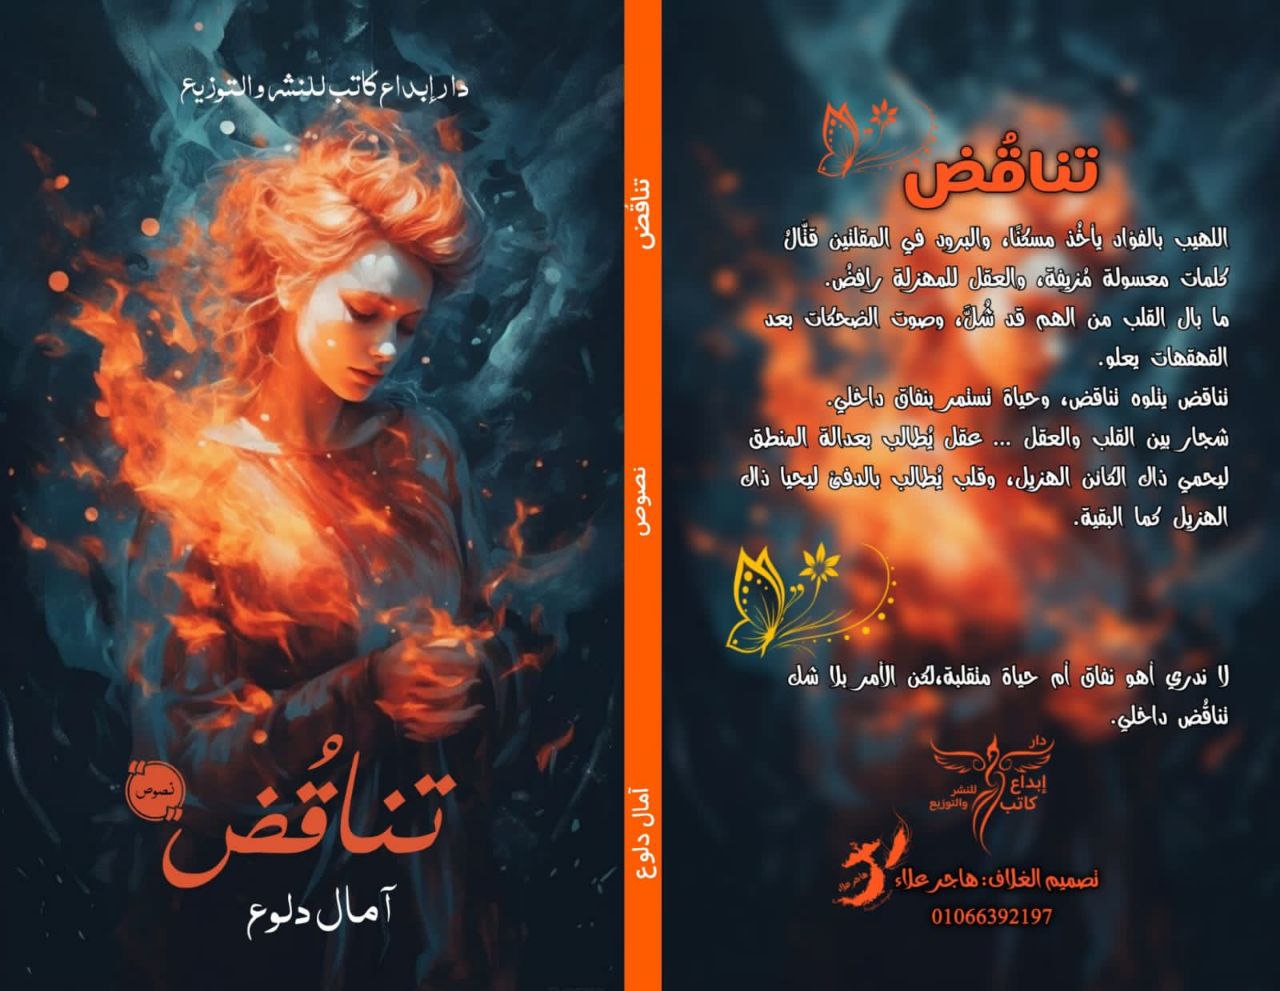 دار إبداع كاتب للنشر والتوزيع
تناقُض
نصوص
آمال دلوع
تناقُض
نصوص
آمال دلوع
تناقُض
اللهيب بالفؤاد يأخُذ مسكنًا، والبرود في المقلتين قتَّالُ
كلمات معسولة مُزيفة، والعقل للمهزلة رافضُ.
ما بال القلب من الهم قد شُلَّ، وصوت الضحكات بعد
القهقهات يعلو.
تناقض يتلوه تناقض، وحياة تستمر بنفاق داخلي.
شجار بين القلب والعقل ... عقل يُطالب بعدالة المنطق
ليحمي ذاك الكائن الهزيل، وقلب يُطالب بالدفئ ليحيا ذاك
الهزيل كما البقية.
لا ندري أهو نفاق أم حياة متقلبة،لكن الأمر بلا شك
تناقُض داخلي.
دار
إبداع
كاتب
للنشر
والتوزيع
هاجر علاء
تصميم الغلاف: هاجر علاء
01066392197